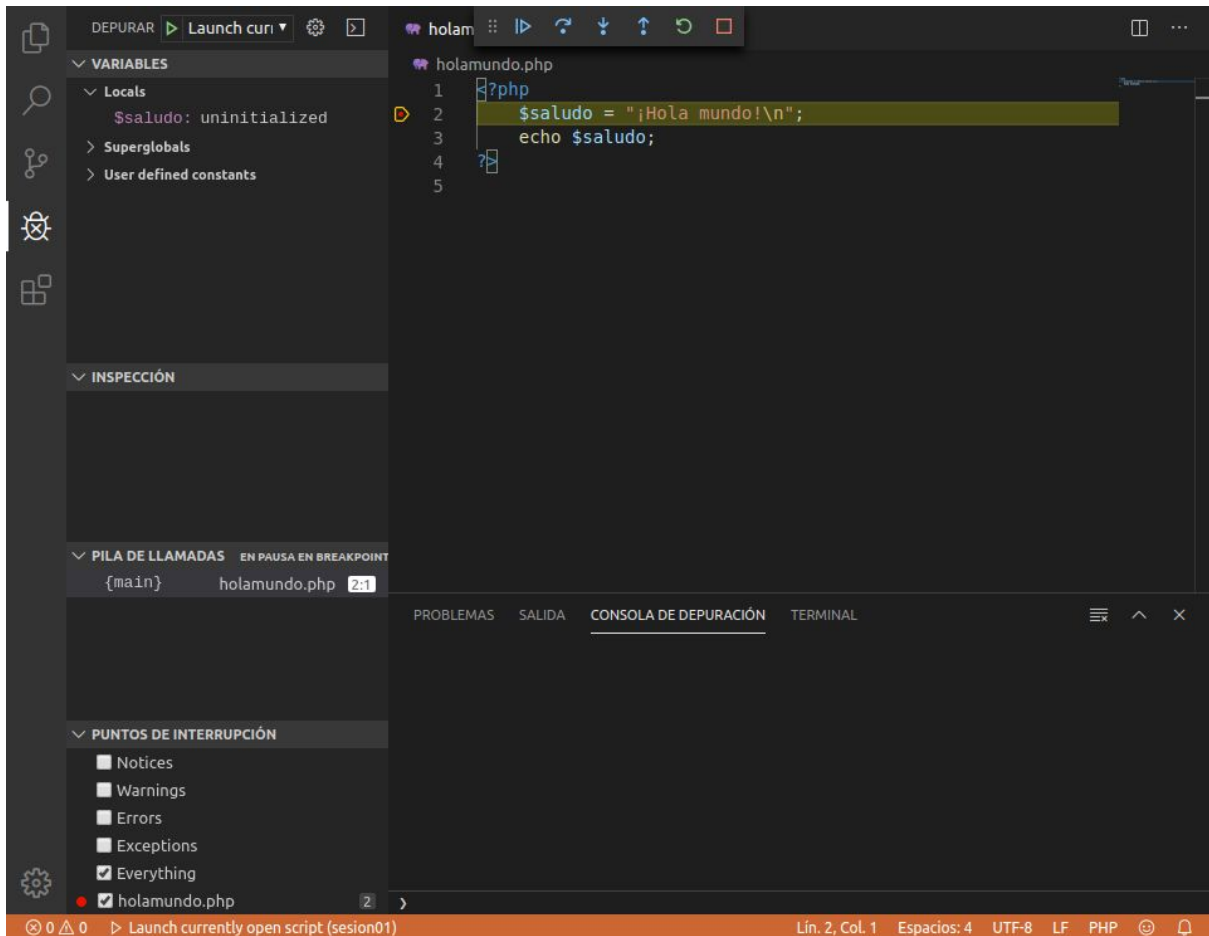 DEPURAR Launch curr
VARIABLES
Locals
$saludo: uninitialized
Superglobals
User defined constants
INSPECCIÓN
PILA DE LLAMADAS EN PAUSA EN BREAKPOINT
{main} holamundo.php 2:1
PUNTOS DE INTERRUPCIÓN
Notices
Warnings
Errors
Exceptions
Everything
holamundo.php 2
holam
holamundo.php
1 <?php
2 $saludo = "¡Hola mundo!\n";
3 echo $saludo;
4 ?>
5
PROBLEMAS SALIDA CONSOLA DE DEPURACIÓN TERMINAL
0 0 Launch currently open script (sesion01) Lín. 2, Col. 1 Espacios: 4 UTF-8 LF PHP